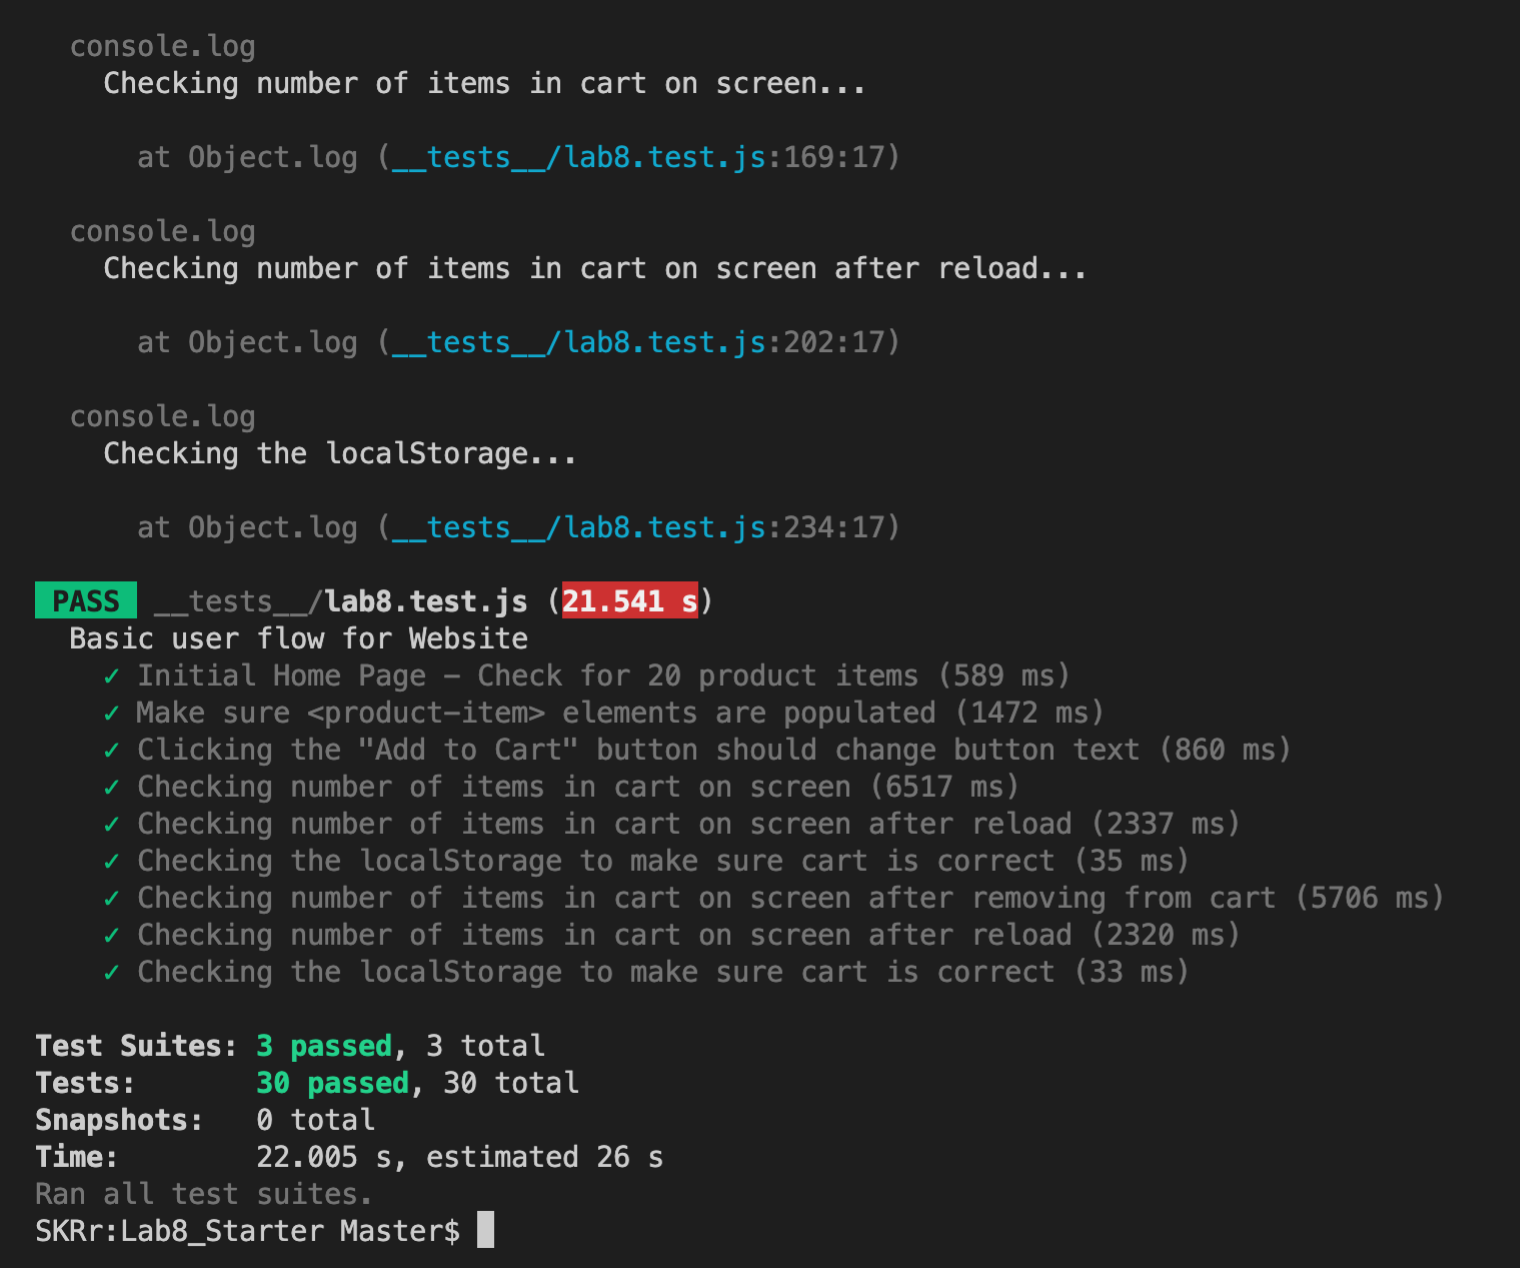 console.log
Checking number of items in cart on screen...
at Object.log (__tests__/lab8.test.js:169:17)
console.log
Checking number of items in cart on screen after reload...
at Object.log (__tests__/lab8.test.js:202:17)
console.log
Checking the localStorage...
at Object.log (__tests__/lab8.test.js:234:17)
PASS __tests__/lab8.test.js (21.541 s)
Basic user flow for Website
✓ Initial Home Page – Check for 20 product items (589 ms)
✓ Make sure <product-item> elements are populated (1472 ms)
✓ Clicking the "Add to Cart" button should change button text (860 ms)
✓ Checking number of items in cart on screen (6517 ms)
✓ Checking number of items in cart on screen after reload (2337 ms)
✓ Checking the localStorage to make sure cart is correct (35 ms)
✓ Checking number of items in cart on screen after removing from cart (5706 ms)
✓ Checking number of items in cart on screen after reload (2320 ms)
✓ Checking the localStorage to make sure cart is correct (33 ms)
Test Suites: 3 passed, 3 total
Tests: 30 passed, 30 total
Snapshots: 0 total
Time: 22.005 s, estimated 26 s
Ran all test suites.
SKRr:Lab8_Starter Master$